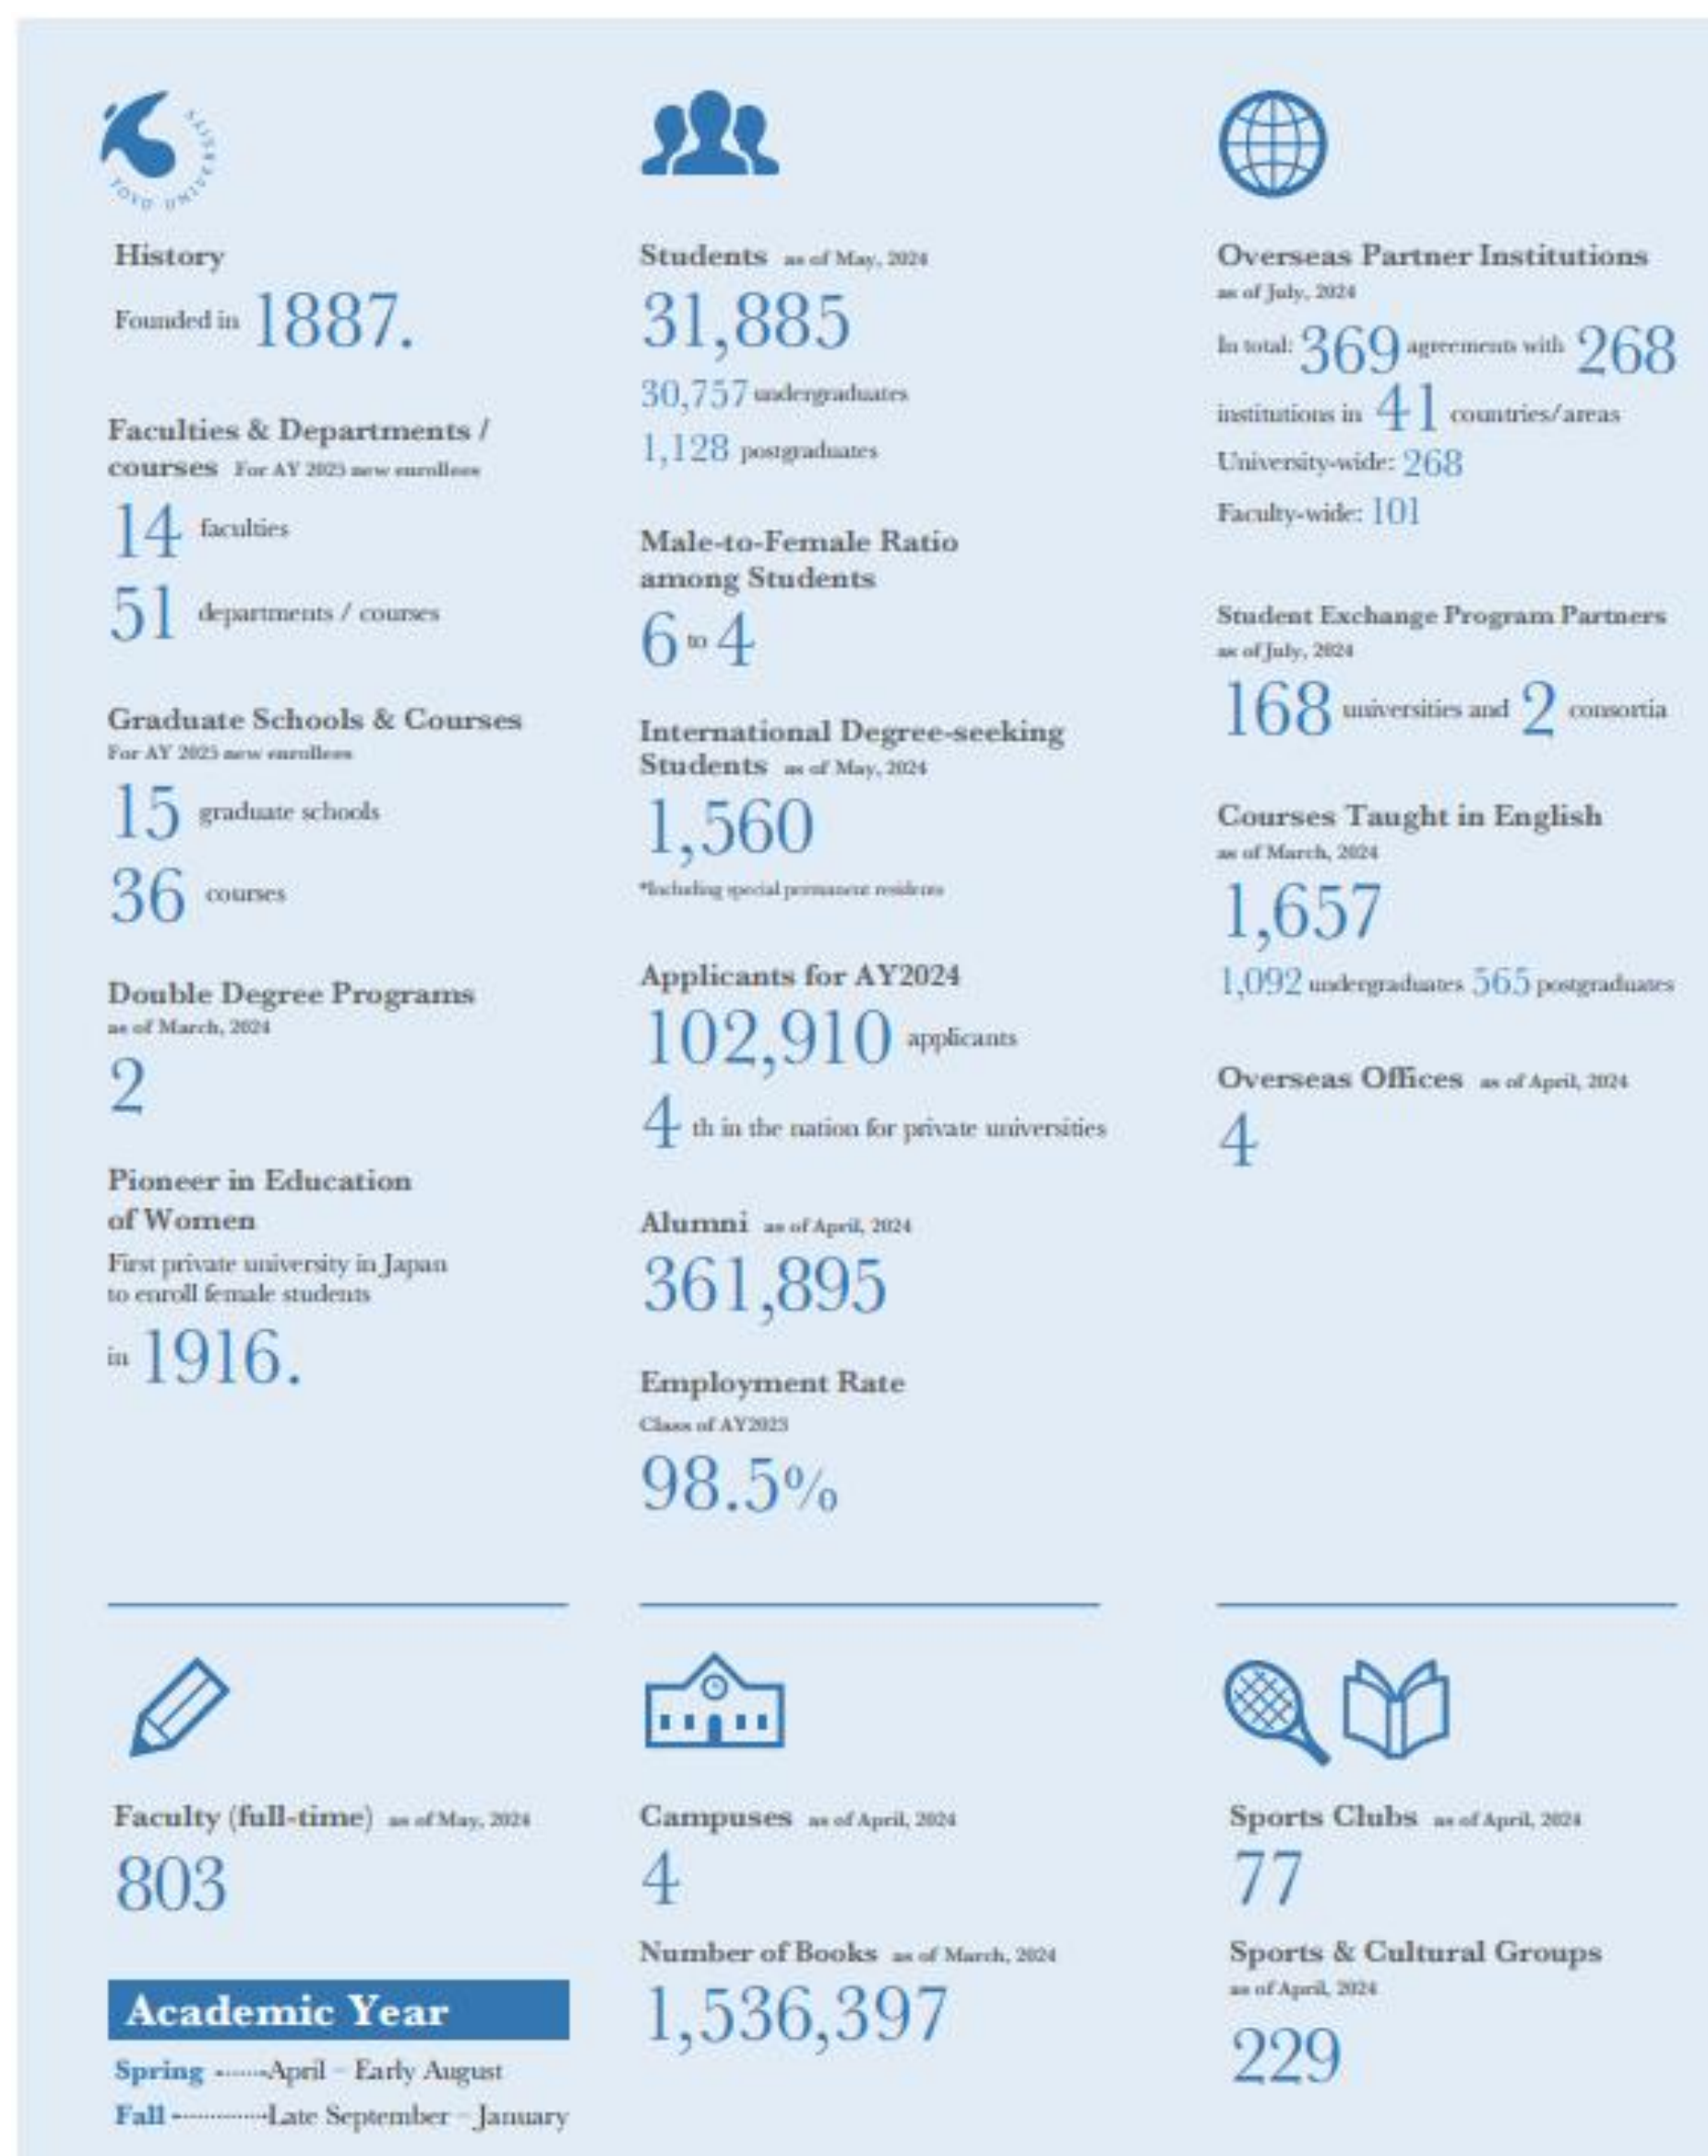 TOYO UNIVERSITY
History
Founded in 1887.
Faculties & Departments /
courses For AY 2025 new enrollees
14 faculties
51 departments / courses
Graduate Schools & Courses
For AY 2025 new enrollees
15 graduate schools
36 courses
Double Degree Programs
as of March, 2024
2
Pioneer in Education
of Women
First private university in Japan
to enroll female students
in 1916.
Students as of May, 2024
31,885
30,757 undergraduates
1,128 postgraduates
Male-to-Female Ratio
among Students
6 to 4
International Degree-seeking
Students as of May, 2024
1,560
*Including special permanent residents
Applicants for AY2024
102,910 applicants
4 th in the nation for private universities
Alumni as of April, 2024
361,895
Employment Rate
Class of AY2023
98.5%
Overseas Partner Institutions
as of July, 2024
In total: 369 agreements with 268
institutions in 41 countries/areas
University-wide: 268
Faculty-wide: 101
Student Exchange Program Partners
as of July, 2024
168 universities and 2 consortia
Courses Taught in English
as of March, 2024
1,657
1,092 undergraduates 565 postgraduates
Overseas Offices as of April, 2024
4
Faculty (full-time) as of May, 2024
803
Academic Year
Spring ······· April – Early August
Fall ············· Late September – January
Campuses as of April, 2024
4
Number of Books as of March, 2024
1,536,397
Sports Clubs as of April, 2024
77
Sports & Cultural Groups
as of April, 2024
229